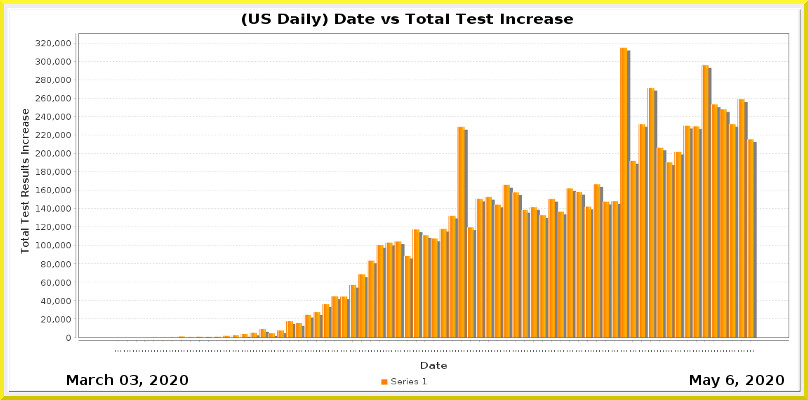 (US Daily) Date vs Total Test Increase
320,000
300,000
280,000
260,000
240,000
220,000
200,000
180,000
160,000
140,000
120,000
100,000
80,000
60,000
40,000
20,000
0
Total Test Results Increase
Date
March 03, 2020
Series 1
May 6, 2020